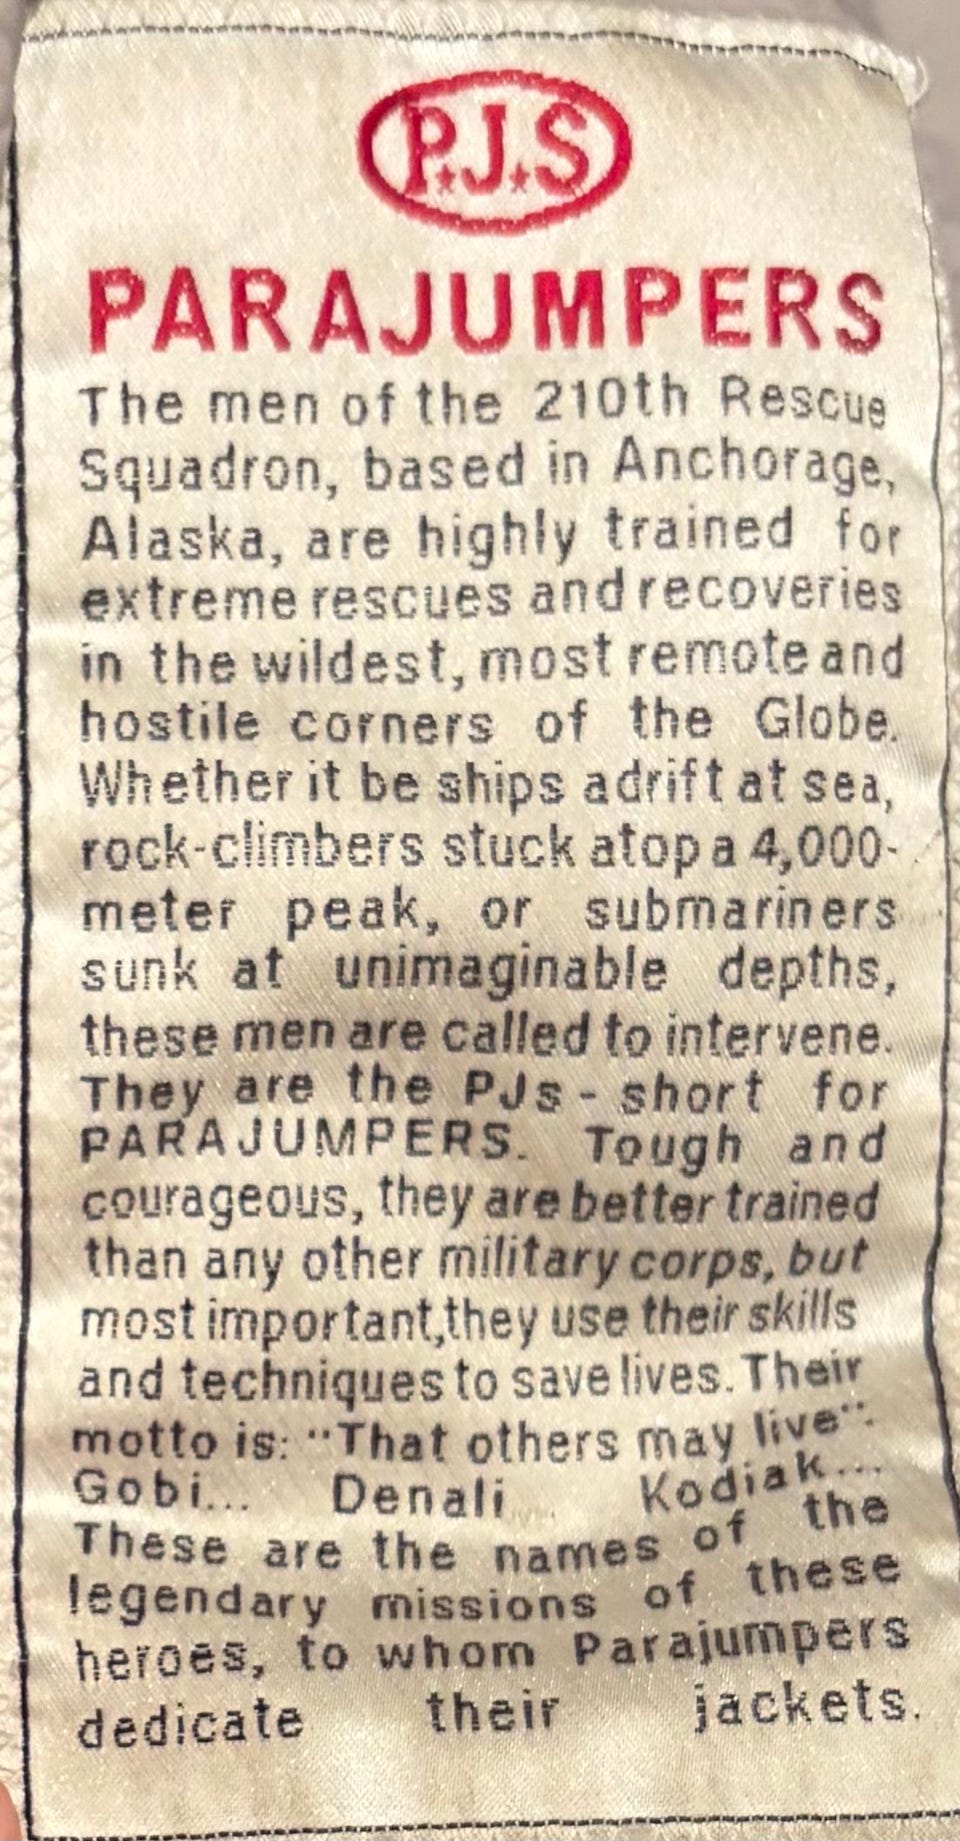 P.J.S
PARAJUMPERS
The men of the 210th Rescue
Squadron, based in Anchorage,
Alaska, are highly trained for
extreme rescues and recoveries
in the wildest, most remote and
hostile corners of the Globe.
Whether it be ships adrift at sea,
rock-climbers stuck atop a 4,000-
meter peak, or submariners
sunk at unimaginable depths,
these men are called to intervene.
They are the PJs - short for
PARAJUMPERS. Tough and
courageous, they are better trained
than any other military corps, but
most important,they use their skills
and techniques to save lives. Their
motto is: "That others may live".
Gobi... Denali... Kodiak...
These are the names of the
legendary missions of these
heroes, to whom Parajumpers
dedicate their jackets.